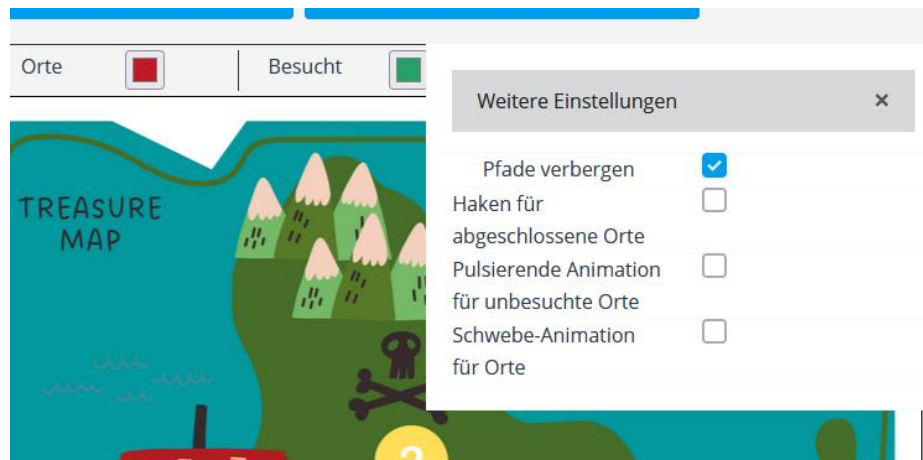 Orte
Besucht
Weitere Einstellungen
×
Pfade verbergen
Haken für
abgeschlossene Orte
Pulsierende Animation
für unbesuchte Orte
Schwebe-Animation
für Orte
TREASURE
MAP